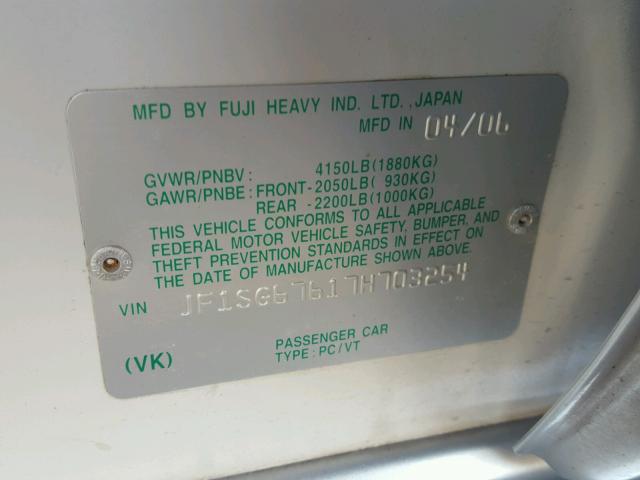 MFD BY FUJI HEAVY IND. LTD., JAPAN
MFD IN 04/06
GVWR/PNBV: 4150LB(1880KG)
GAWR/PNBE: FRONT-2050LB( 930KG)
REAR -2200LB(1000KG)
THIS VEHICLE CONFORMS TO ALL APPLICABLE
FEDERAL MOTOR VEHICLE SAFETY, BUMPER, AND
THEFT PREVENTION STANDARDS IN EFFECT ON
THE DATE OF MANUFACTURE SHOWN ABOVE.
VIN JF1SG67617H703254
PASSENGER CAR
(VK) TYPE: PC/VT